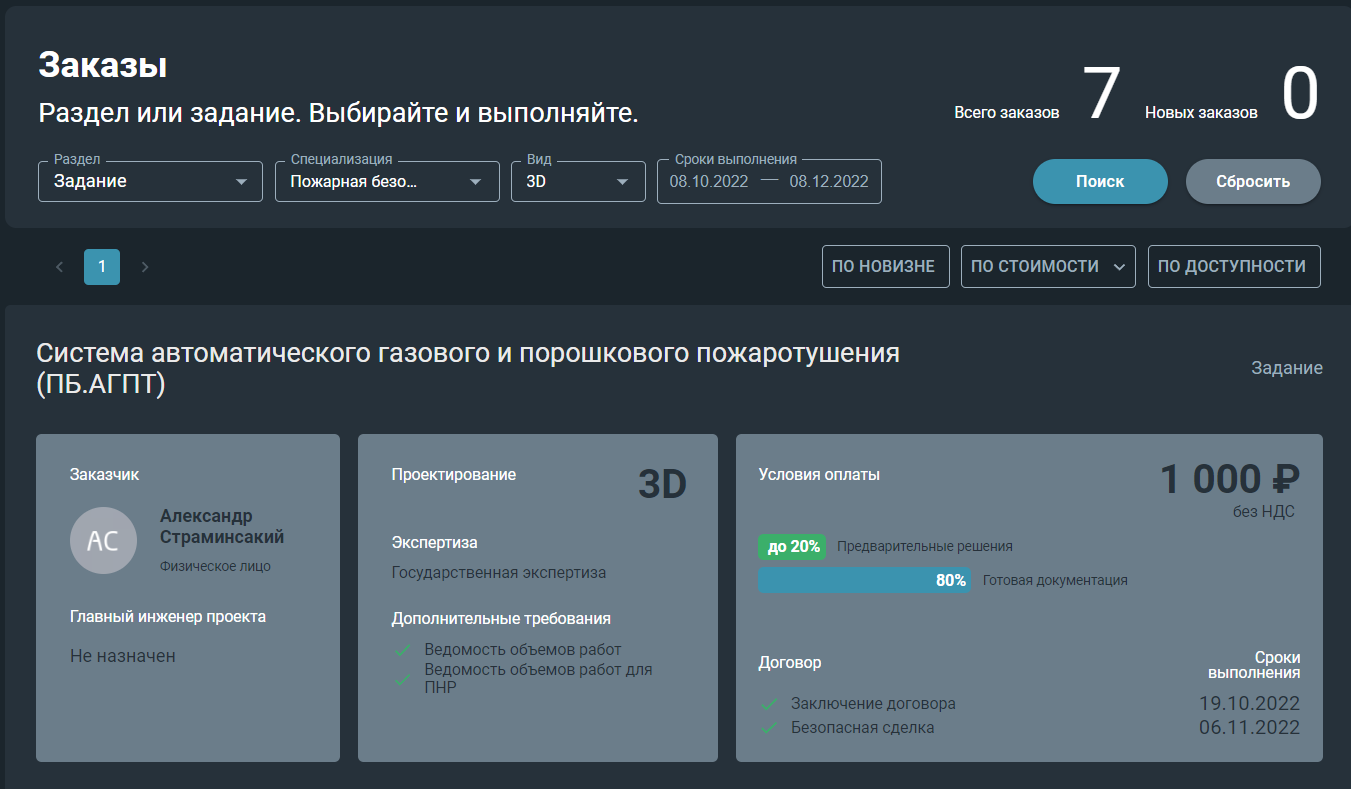 Заказы
Раздел или задание. Выбирайте и выполняйте.
Всего заказов 7 Новых заказов 0
Раздел Специализация Вид Сроки выполнения
Задание Пожарная безо... 3D 08.10.2022 — 08.12.2022 Поиск Сбросить
1 ПО НОВИЗНЕ ПО СТОИМОСТИ ПО ДОСТУПНОСТИ
Система автоматического газового и порошкового пожаротушения
(ПБ.АГПТ)
Задание
Заказчик
АС
Александр
Страминсакий
Физическое лицо
Главный инженер проекта
Не назначен
Проектирование 3D
Экспертиза
Государственная экспертиза
Дополнительные требования
Ведомость объемов работ
Ведомость объемов работ для
ПНР
Условия оплаты 1 000 ₽
без НДС
до 20% Предварительные решения
80% Готовая документация
Договор
Заключение договора
Безопасная сделка
Сроки
выполнения
19.10.2022
06.11.2022